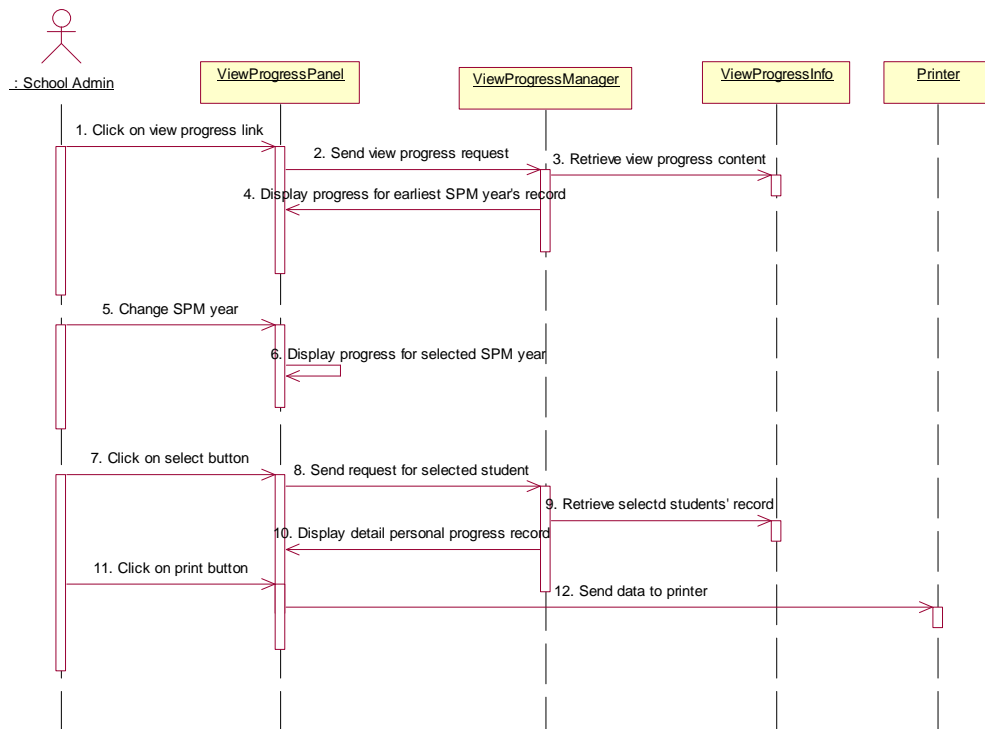 : School Admin
ViewProgressPanel
ViewProgressManager
ViewProgressInfo
Printer
1. Click on view progress link
2. Send view progress request
3. Retrieve view progress content
4. Display progress for earliest SPM year's record
5. Change SPM year
6. Display progress for selected SPM year
7. Click on select button
8. Send request for selected student
9. Retrieve selectd students' record
10. Display detail personal progress record
11. Click on print button
12. Send data to printer